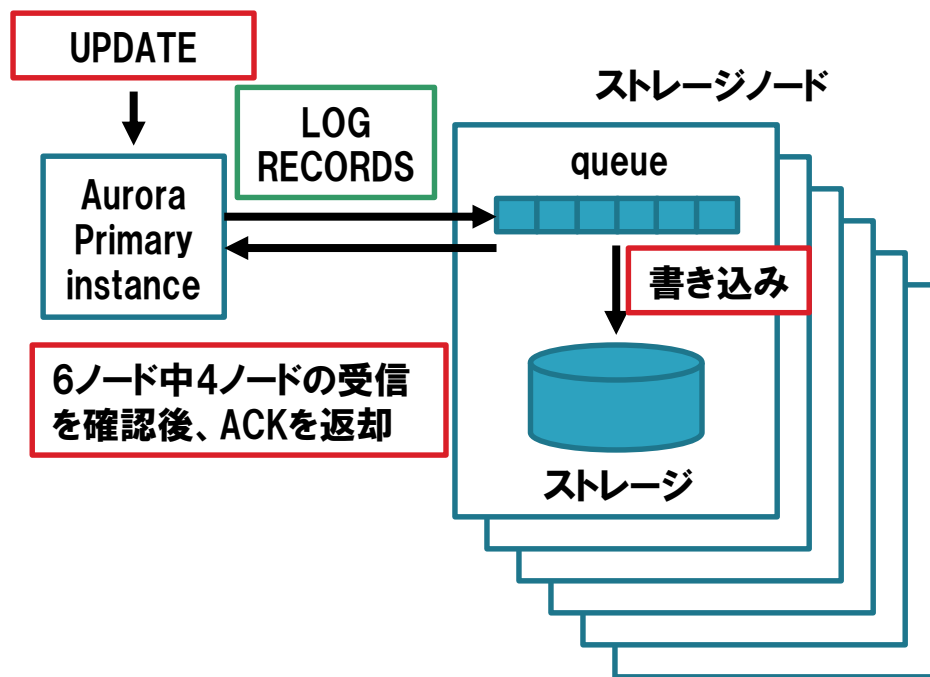 UPDATE
ストレージノード
LOG
RECORDS
queue
Aurora
Primary
instance
書き込み
6ノード中4ノードの受信
を確認後、ACKを返却
ストレージ